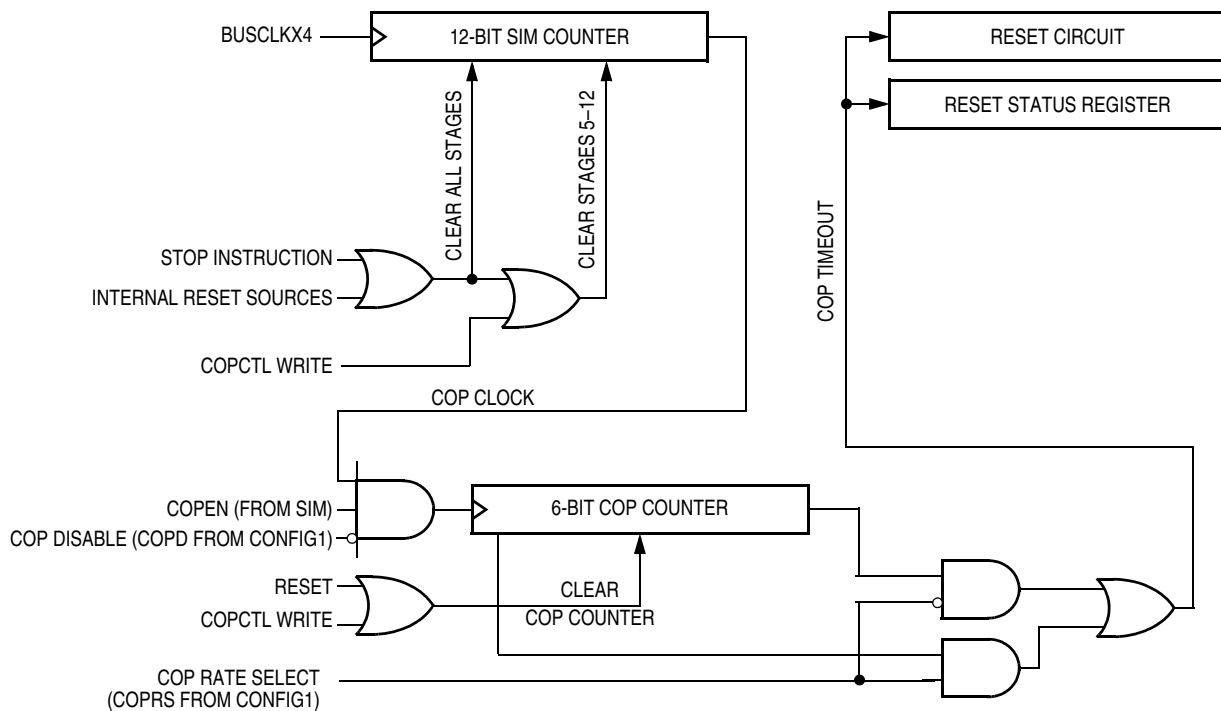 BUSCLKX4
12-BIT SIM COUNTER
RESET CIRCUIT
RESET STATUS REGISTER
CLEAR ALL STAGES
CLEAR STAGES 5–12
COP TIMEOUT
STOP INSTRUCTION
INTERNAL RESET SOURCES
COPCTL WRITE
COP CLOCK
COPEN (FROM SIM)
COP DISABLE (COPD FROM CONFIG1)
6-BIT COP COUNTER
RESET
COPCTL WRITE
CLEAR
COP COUNTER
COP RATE SELECT
(COPRS FROM CONFIG1)